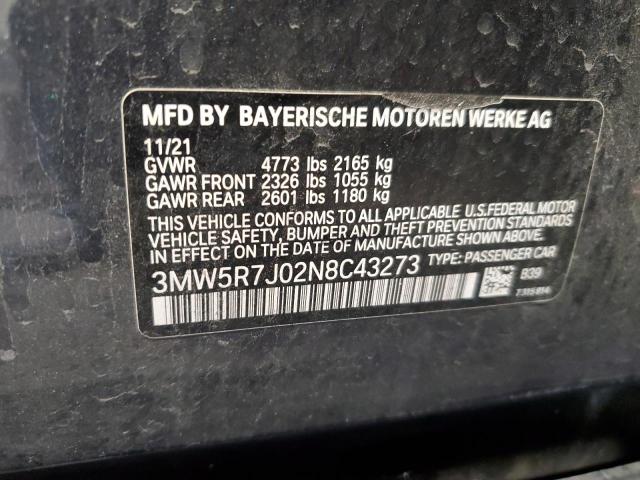 MFD BY BAYERISCHE MOTOREN WERKE AG
11/21
GVWR 4773 lbs 2165 kg
GAWR FRONT 2326 lbs 1055 kg
GAWR REAR 2601 lbs 1180 kg
THIS VEHICLE CONFORMS TO ALL APPLICABLE U.S.FEDERAL MOTOR
VEHICLE SAFETY, BUMPER AND THEFT PREVENTION STANDARDS
IN EFFECT ON THE DATE OF MANUFACTURE SHOWN ABOVE.
3MW5R7J02N8C43273 TYPE: PASSENGER CAR
B39